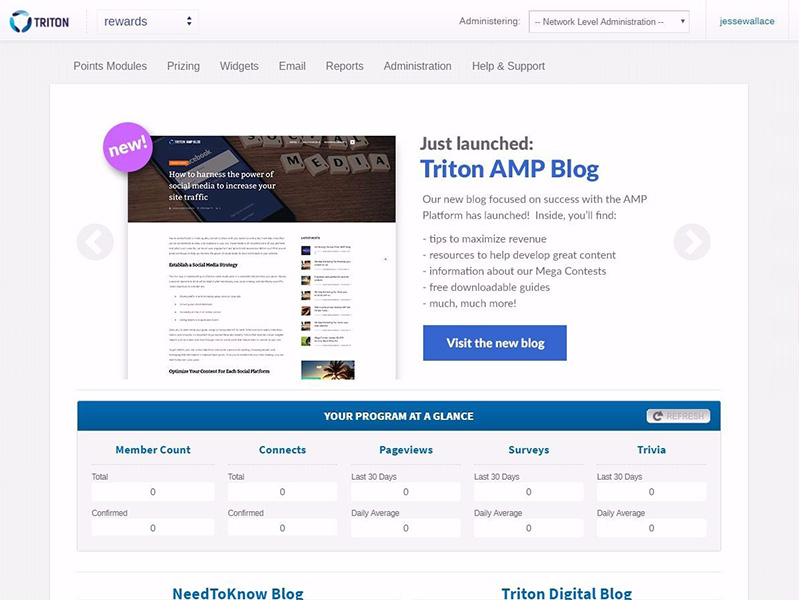 TRITON
rewards
Administering:
-- Network Level Administration --
jessewallace
Points Modules
Prizing
Widgets
Email
Reports
Administration
Help & Support
new!
TRITON AMP BLOG
facebook
MEDIA
How to harness the power of
social media to increase your
site traffic
Establish a Social Media Strategy
Optimize Your Content For Each Social Platform
Just launched:
Triton AMP Blog
Our new blog focused on success with the AMP
Platform has launched! Inside, you'll find:
- tips to maximize revenue
- resources to help develop great content
- information about our Mega Contests
- free downloadable guides
- much, much more!
Visit the new blog
YOUR PROGRAM AT A GLANCE
REFRESH
Member Count
Connects
Pageviews
Surveys
Trivia
Total
Total
Last 30 Days
Last 30 Days
Last 30 Days
0
0
0
0
0
Confirmed
Confirmed
Daily Average
Daily Average
Daily Average
0
0
0
0
0
NeedToKnow Blog
Triton Digital Blog